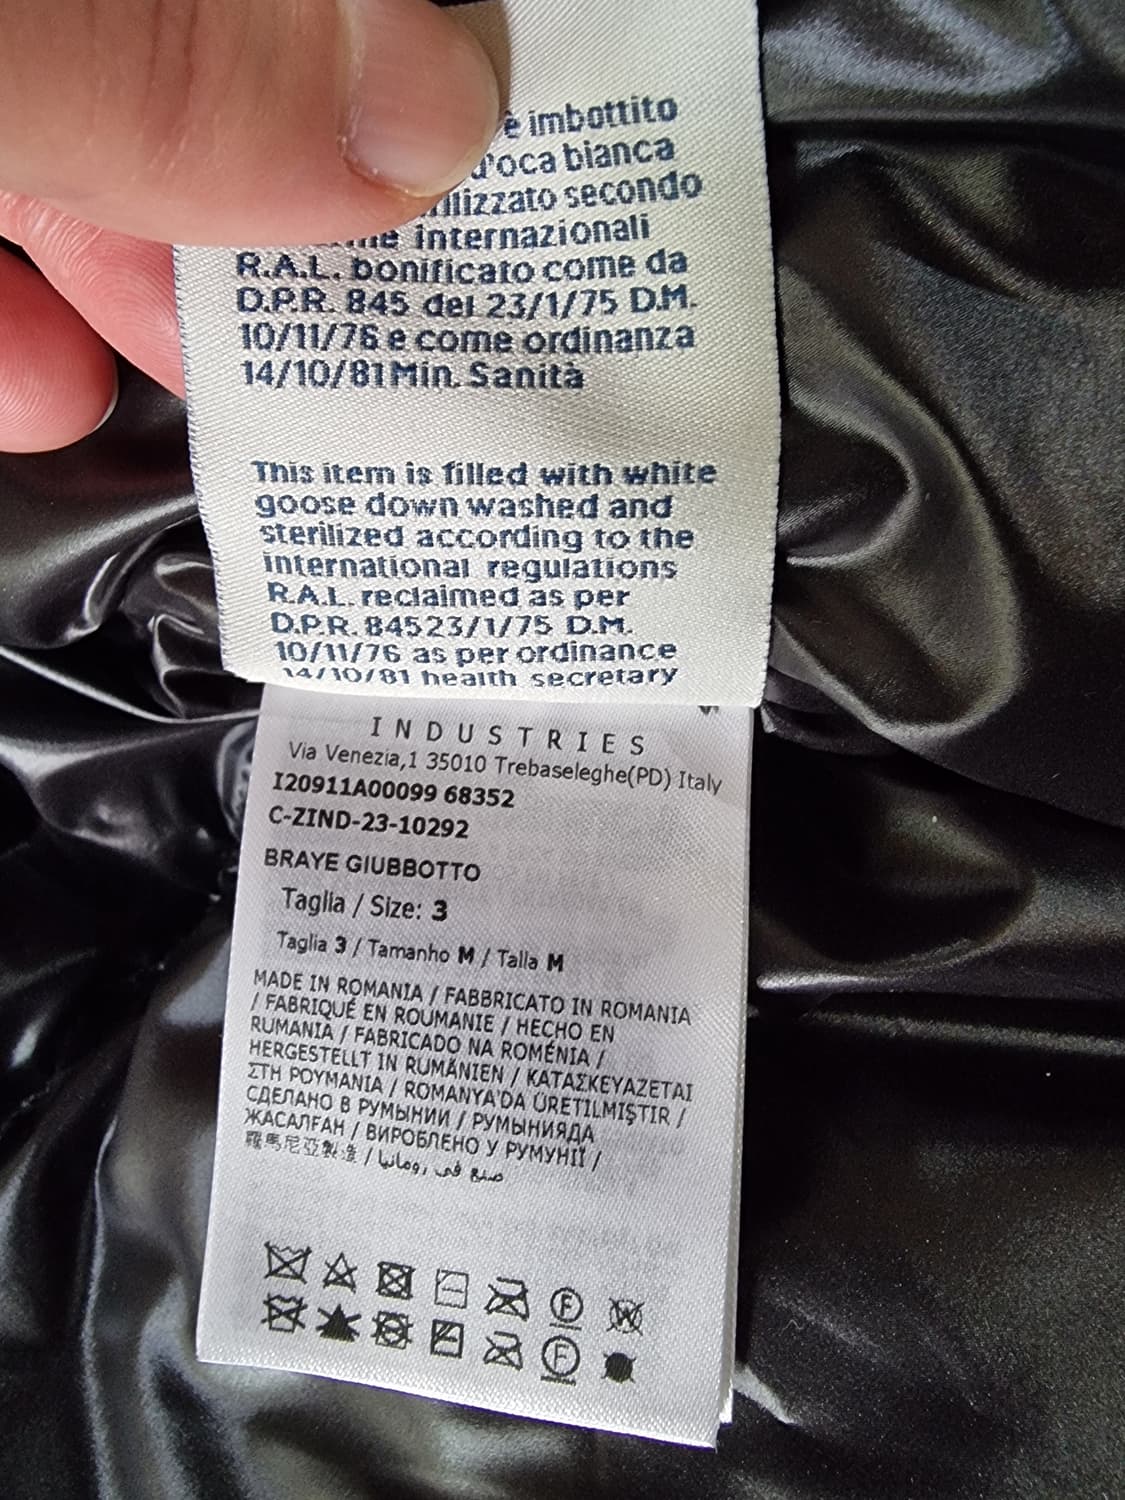 è imbottito
d'oca bianca
secondo
internazionali
R.A.L. bonificato come da
D.P.R. 845 del 23/1/75 D.M.
10/11/76 e come ordinanza
14/10/81 Min. Sanità
This item is filled with white
goose down washed and
sterilized according to the
international regulations
R.A.L. reclaimed as per
D.P.R. 84523/1/75 D.M.
10/11/76 as per ordinance
14/10/81 health secretary
INDUSTRIES
Via Venezia,1 35010 Trebaseleghe(PD) Italy
I20911A00099 68352
C-ZIND-23-10292
BRAYE GIUBBOTTO
Taglia / Size: 3
Taglia 3 / Tamanho M / Talla M
MADE IN ROMANIA / FABBRICATO IN ROMANIA
/ FABRIQUÉ EN ROUMANIE / HECHO EN
RUMANIA / FABRICADO NA ROMÉNIA /
HERGESTELLT IN RUMÄNIEN / ΚΑΤΑΣΚΕΥΑΖΕΤΑΙ
ΣΤΗ ΡΟΥΜΑΝΙΑ / ROMANYA'DA ÜRETILMIŞTIR /
СДЕЛАНО В РУМЫНИИ / РУМЫНИЯДА
ЖАСАЛҒАН / ВИРОБЛЕНО У РУМУНІЇ /
羅馬尼亞製造 / صنع في رومانيا
F W
F